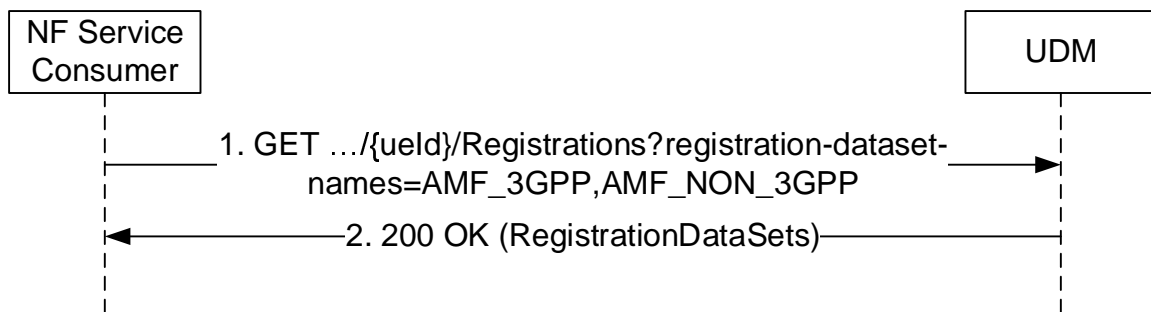 NF Service
Consumer
UDM
1. GET …/{ueId}/Registrations?registration-dataset-
names=AMF_3GPP,AMF_NON_3GPP
2. 200 OK (RegistrationDataSets)